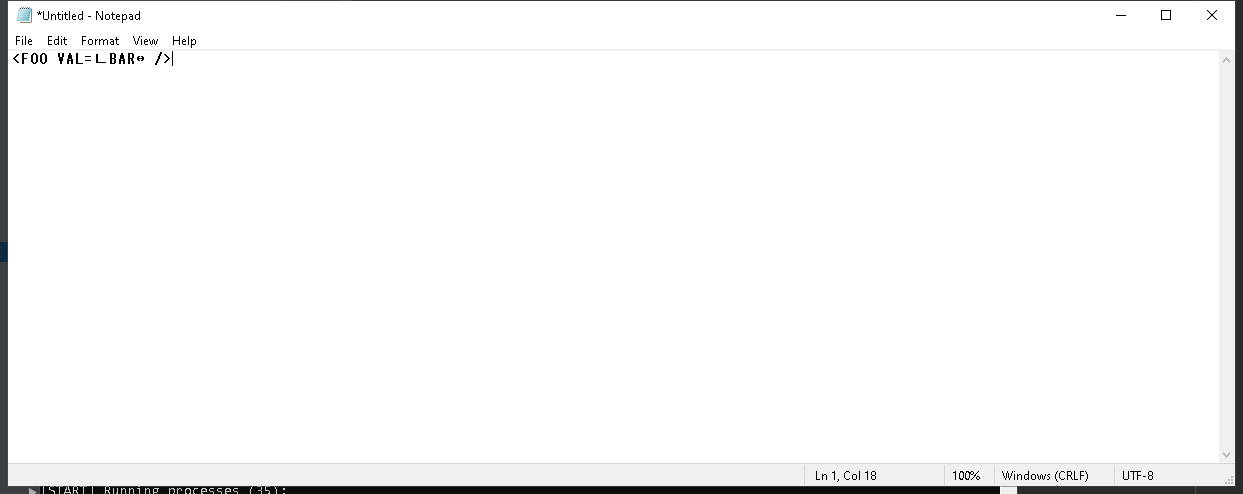 *Untitled - Notepad
File Edit Format View Help
<FOO VAL=∟BAR↔ />
Ln 1, Col 18 100% Windows (CRLF) UTF-8
[START] Running processes (35):